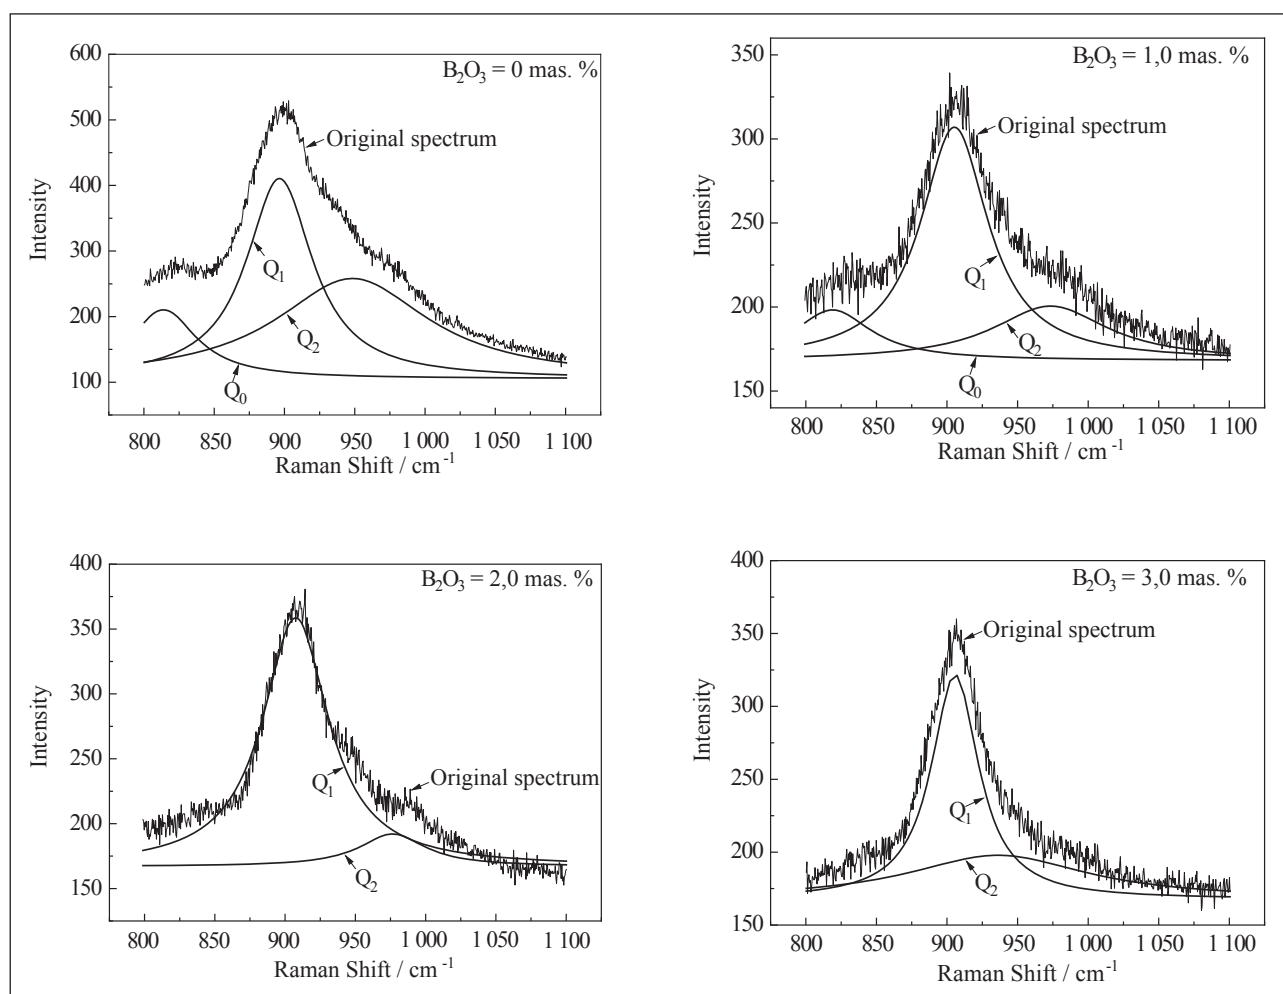 B₂O₃ = 0 mas. %
600
500
400
300
200
100
Intensity
Original spectrum
Q₁
Q₂
Q₀
800 850 900 950 1 000 1 050 1 100
Raman Shift / cm⁻¹
B₂O₃ = 1,0 mas. %
350
300
250
200
150
Intensity
Original spectrum
Q₁
Q₂
Q₀
800 850 900 950 1 000 1 050 1 100
Raman Shift / cm⁻¹
B₂O₃ = 2,0 mas. %
400
350
300
250
200
150
Intensity
Q₁
Original spectrum
Q₂
800 850 900 950 1 000 1 050 1 100
Raman Shift / cm⁻¹
B₂O₃ = 3,0 mas. %
400
350
300
250
200
150
Intensity
Original spectrum
Q₁
Q₂
800 850 900 950 1 000 1 050 1 100
Raman Shift / cm⁻¹